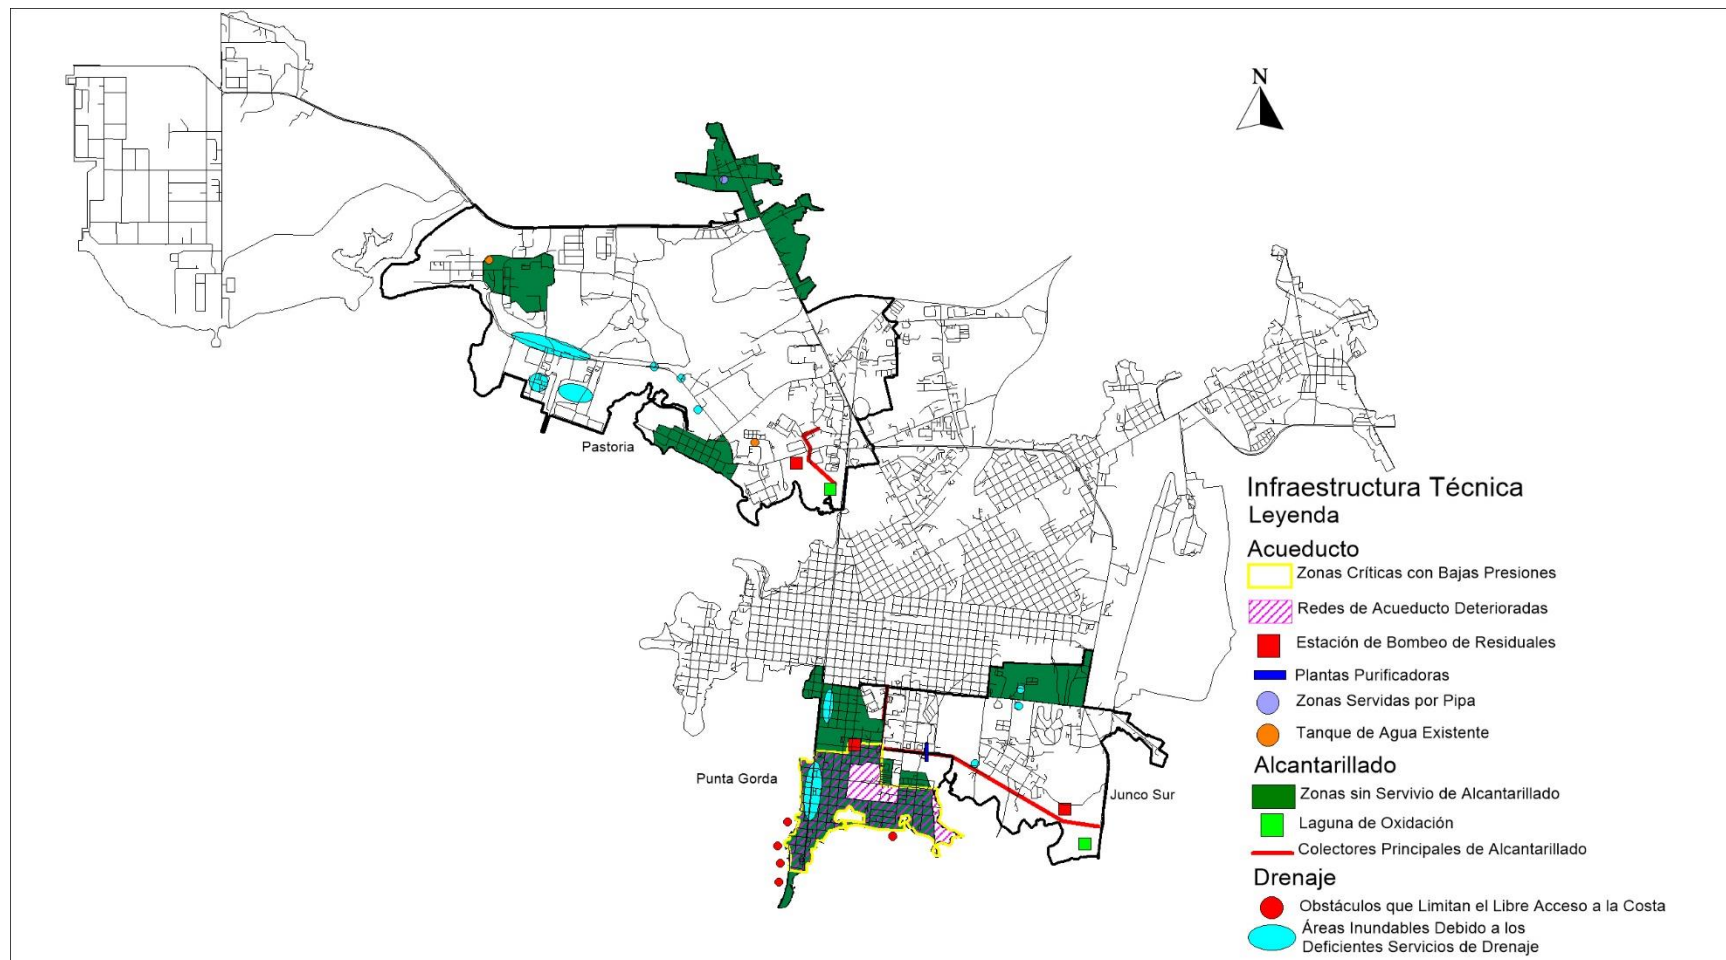 N
Pastoria
Punta Gorda
Junco Sur
Infraestructura Técnica
Leyenda
Acueducto
Zonas Críticas con Bajas Presiones
Redes de Acueducto Deterioradas
Estación de Bombeo de Residuales
Plantas Purificadoras
Zonas Servidas por Pipa
Tanque de Agua Existente
Alcantarillado
Zonas sin Servivio de Alcantarillado
Laguna de Oxidación
Colectores Principales de Alcantarillado
Drenaje
Obstáculos que Limitan el Libre Acceso a la Costa
Áreas Inundables Debido a los
Deficientes Servicios de Drenaje